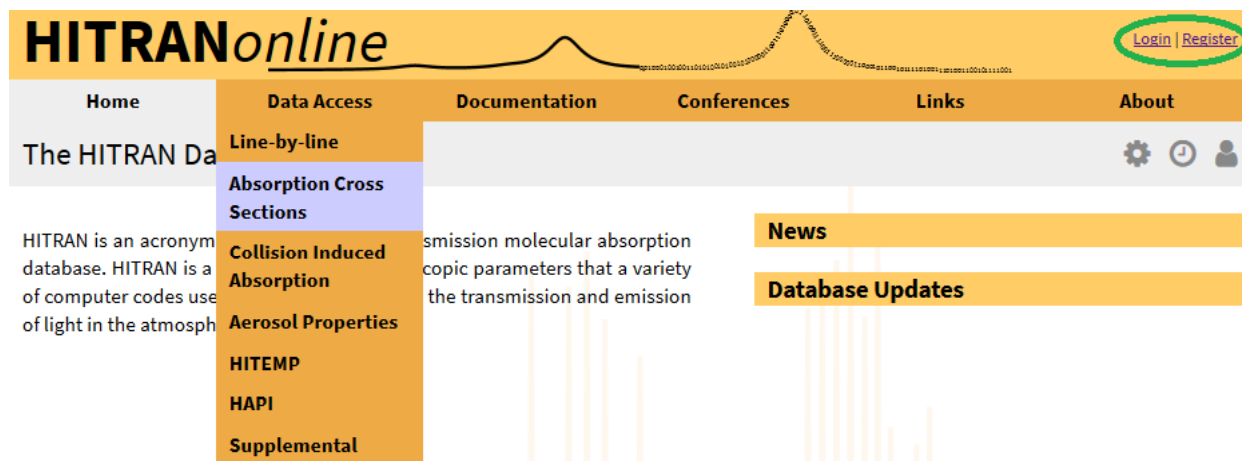 HITRANonline
Login | Register
Home Data Access Documentation Conferences Links About
The HITRAN Da
Line-by-line
Absorption Cross
Sections
Collision Induced
Absorption
Aerosol Properties
HITEMP
HAPI
Supplemental
HITRAN is an acronym smission molecular absorption
database. HITRAN is a copic parameters that a variety
of computer codes use the transmission and emission
of light in the atmosph
News
Database Updates